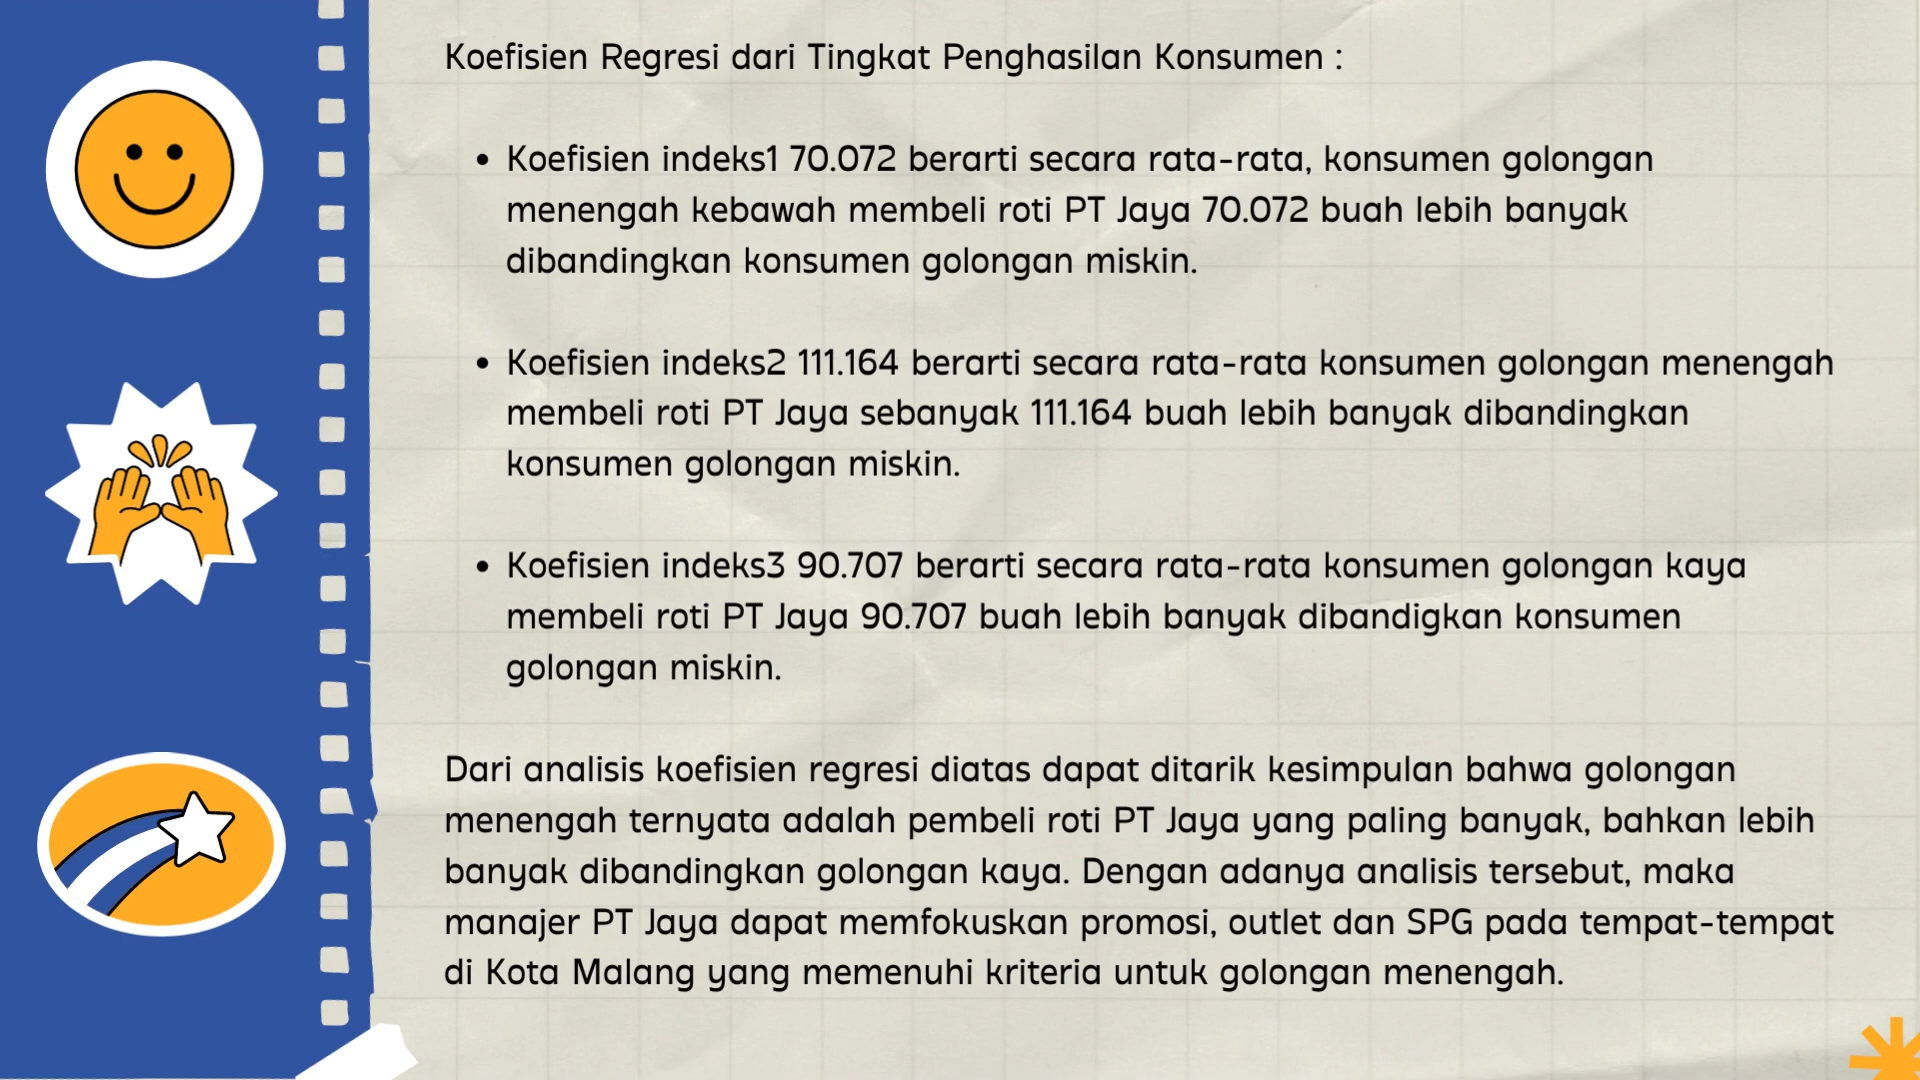 Koefisien Regresi dari Tingkat Penghasilan Konsumen :
• Koefisien indeks1 70.072 berarti secara rata-rata, konsumen golongan
menengah kebawah membeli roti PT Jaya 70.072 buah lebih banyak
dibandingkan konsumen golongan miskin.
• Koefisien indeks2 111.164 berarti secara rata-rata konsumen golongan menengah
membeli roti PT Jaya sebanyak 111.164 buah lebih banyak dibandingkan
konsumen golongan miskin.
• Koefisien indeks3 90.707 berarti secara rata-rata konsumen golongan kaya
membeli roti PT Jaya 90.707 buah lebih banyak dibandigkan konsumen
golongan miskin.
Dari analisis koefisien regresi diatas dapat ditarik kesimpulan bahwa golongan
menengah ternyata adalah pembeli roti PT Jaya yang paling banyak, bahkan lebih
banyak dibandingkan golongan kaya. Dengan adanya analisis tersebut, maka
manajer PT Jaya dapat memfokuskan promosi, outlet dan SPG pada tempat-tempat
di Kota Malang yang memenuhi kriteria untuk golongan menengah.